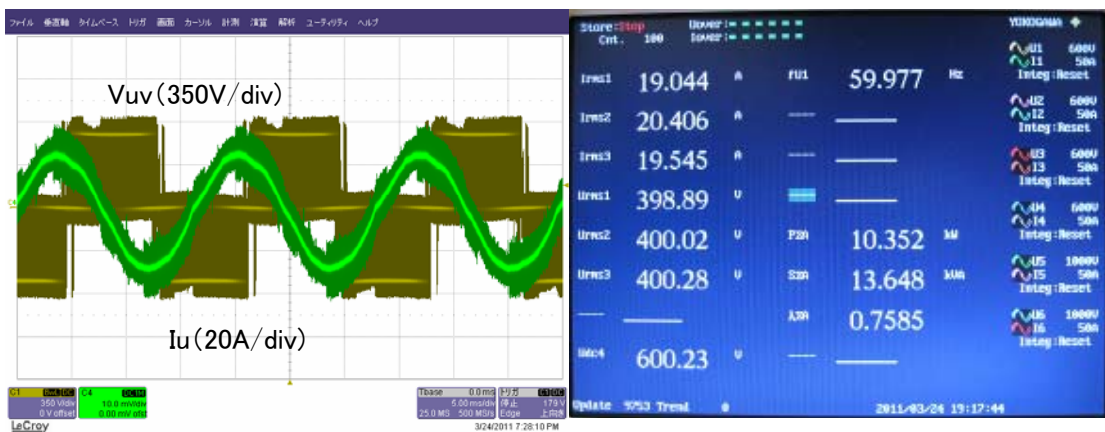 ファイル 垂直軸 タイムベース トリガ 画面 カーソル 計測 演算 解析 ユーティリティ ヘルプ
Vuv(350V/div)
Iu(20A/div)
C1 BwL DC
350 V/div
0 V offset
C4 DC1M
10.0 mV/div
0.00 mV ofst
Tbase 0.0 ms
5.00 ms/div
25.0 MS 500 MS/s
トリガ C1 DC
停止 179 V
Edge 上向き
LeCroy
3/24/2011 7:28:10 PM
Store:Stop
Cnt. 100
YOKOGAWA
Irms1 19.044 A
fU1 59.977 Hz
Irms2 20.406 A
Irms3 19.545 A
Urms1 398.89 V
Urms2 400.02 V
10.352 kW
Urms3 400.28 V
13.648 kVA
0.7585
Udc4 600.23 V
U1 600V
I1 50A
Integ:Reset
U2 600V
I2 50A
Integ:Reset
U3 600V
I3 50A
Integ:Reset
U4 600V
I4 50A
Integ:Reset
U5 1000V
I5 50A
Integ:Reset
U6 1000V
I6 50A
Integ:Reset
Update 9753 Trend
2011/03/24 19:17:44